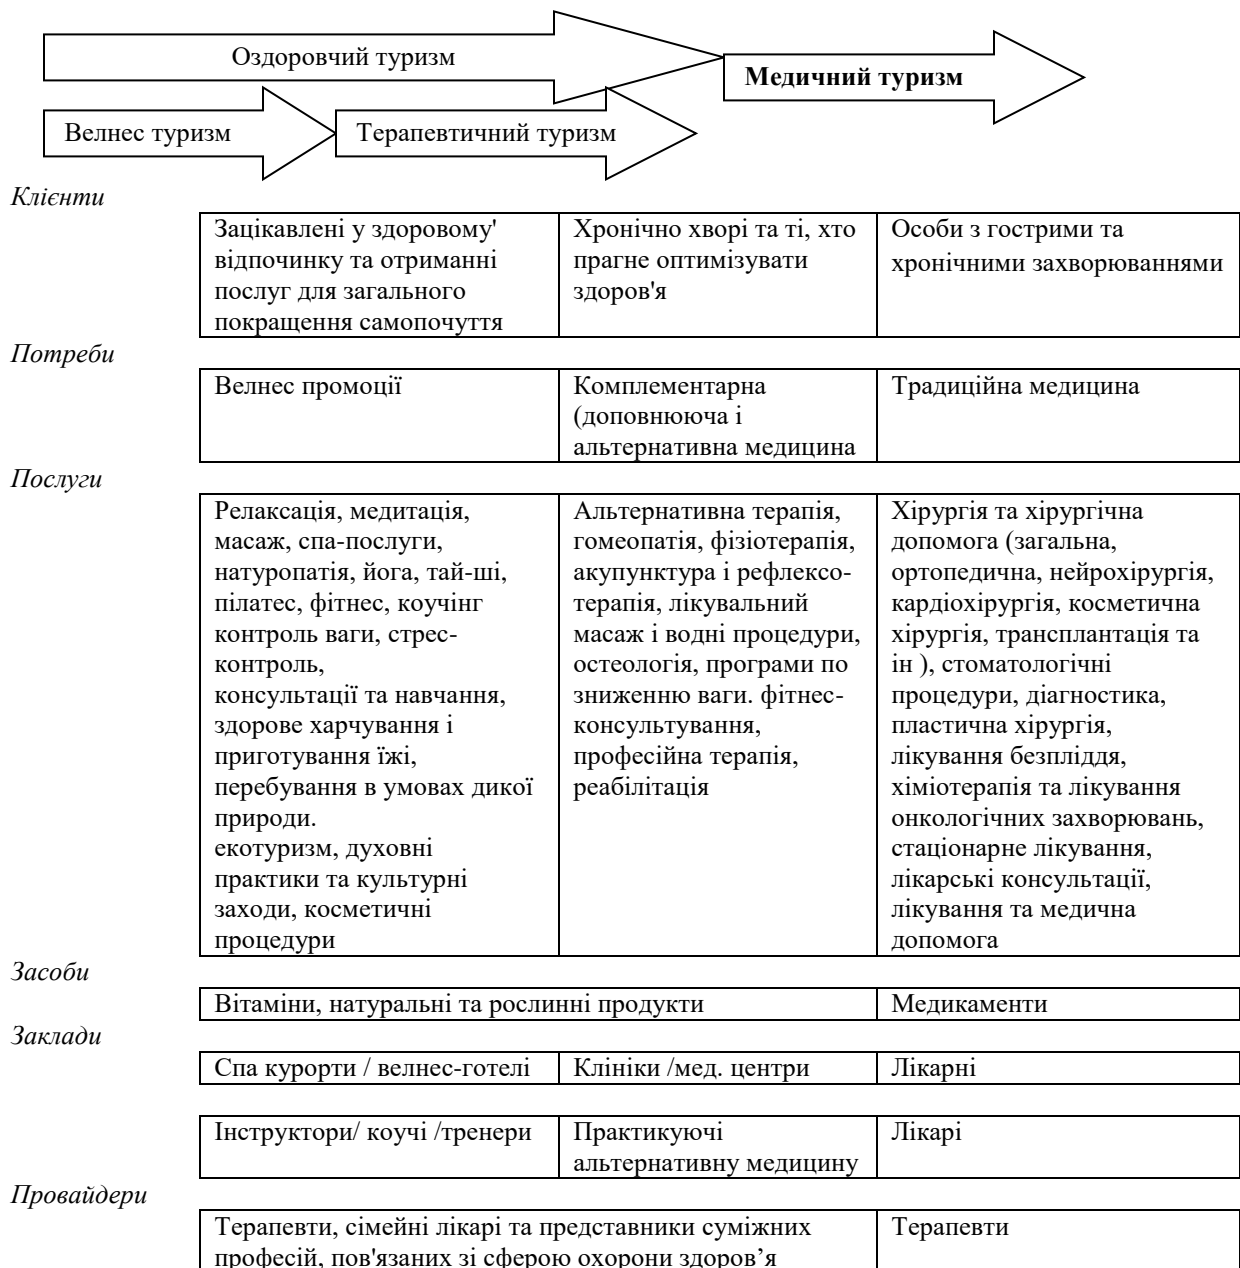 Оздоровчий туризм
Медичний туризм
Велнес туризм
Терапевтичний туризм
Клієнти
Зацікавлені у здоровому'
відпочинку та отриманні
послуг для загального
покращення самопочуття
Хронічно хворі та ті, хто
прагне оптимізувати
здоров'я
Особи з гострими та
хронічними захворюваннями
Потреби
Велнес промоції
Комплементарна
(доповнююча і
альтернативна медицина
Традиційна медицина
Послуги
Релаксація, медитація,
масаж, спа-послуги,
натуропатія, йога, тай-ші,
пілатес, фітнес, коучінг
контроль ваги, стрес-
контроль,
консультації та навчання,
здорове харчування і
приготування їжі,
перебування в умовах дикої
природи.
екотуризм, духовні
практики та культурні
заходи, косметичні
процедури
Альтернативна терапія,
гомеопатія, фізіотерапія,
акупунктура і рефлексо-
терапія, лікувальний
масаж і водні процедури,
остеологія, програми по
зниженню ваги. фітнес-
консультування,
професійна терапія,
реабілітація
Хірургія та хірургічна
допомога (загальна,
ортопедична, нейрохірургія,
кардіохірургія, косметична
хірургія, трансплантація та
ін ), стоматологічні
процедури, діагностика,
пластична хірургія,
лікування безпліддя,
хіміотерапія та лікування
онкологічних захворювань,
стаціонарне лікування,
лікарські консультації,
лікування та медична
допомога
Засоби
Вітаміни, натуральні та рослинні продукти
Медикаменти
Заклади
Спа курорти / велнес-готелі
Клініки /мед. центри
Лікарні
Інструктори/ коучі /тренери
Практикуючі
альтернативну медицину
Лікарі
Провайдери
Терапевти, сімейні лікарі та представники суміжних
професій, пов'язаних зі сферою охорони здоров’я
Терапевти